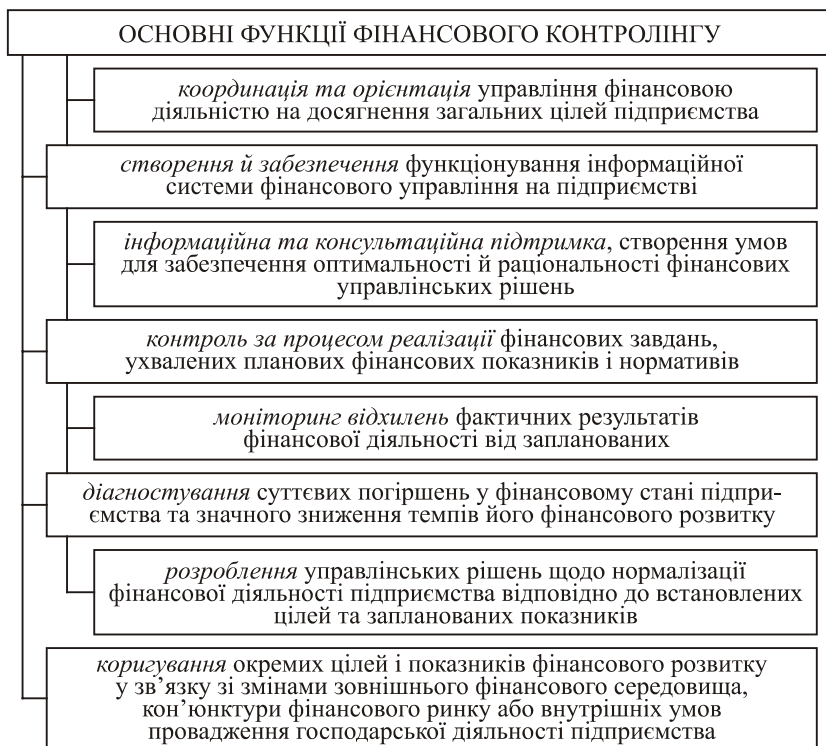 ОСНОВНІ ФУНКЦІЇ ФІНАНСОВОГО КОНТРОЛІНГУ
координація та орієнтація управління фінансовою
діяльністю на досягнення загальних цілей підприємства
створення й забезпечення функціонування інформаційної
системи фінансового управління на підприємстві
інформаційна та консультаційна підтримка, створення умов
для забезпечення оптимальності й раціональності фінансових
управлінських рішень
контроль за процесом реалізації фінансових завдань,
ухвалених планових фінансових показників і нормативів
моніторинг відхилень фактичних результатів
фінансової діяльності від запланованих
діагностування суттєвих погіршень у фінансовому стані підпри-
ємства та значного зниження темпів його фінансового розвитку
розроблення управлінських рішень щодо нормалізації
фінансової діяльності підприємства відповідно до встановлених
цілей та запланованих показників
коригування окремих цілей і показників фінансового розвитку
у зв’язку зі змінами зовнішнього фінансового середовища,
кон’юнктури фінансового ринку або внутрішніх умов
провадження господарської діяльності підприємства